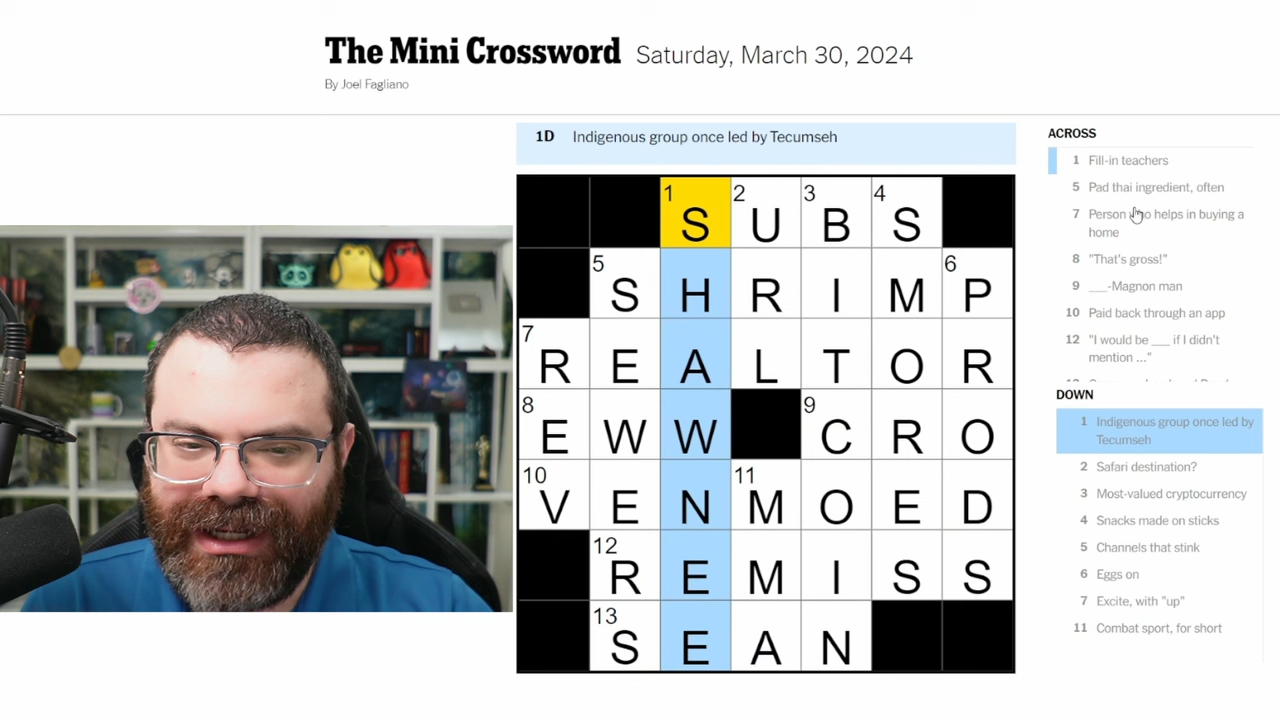 The Mini Crossword Saturday, March 30, 2024
By Joel Fagliano
1D Indigenous group once led by Tecumseh
1 S 2 U 3 B 4 S
5 S H R I M 6 P
7 R E A L T O R
8 E W W 9 C R O
10 V E N 11 M O E D
12 R E M I S S
13 S E A N
ACROSS
1 Fill-in teachers
5 Pad thai ingredient, often
7 Person who helps in buying a
home
8 "That's gross!"
9 ___-Magnon man
10 Paid back through an app
12 "I would be ___ if I didn't
mention ..."
DOWN
1 Indigenous group once led by
Tecumseh
2 Safari destination?
3 Most-valued cryptocurrency
4 Snacks made on sticks
5 Channels that stink
6 Eggs on
7 Excite, with "up"
11 Combat sport, for short